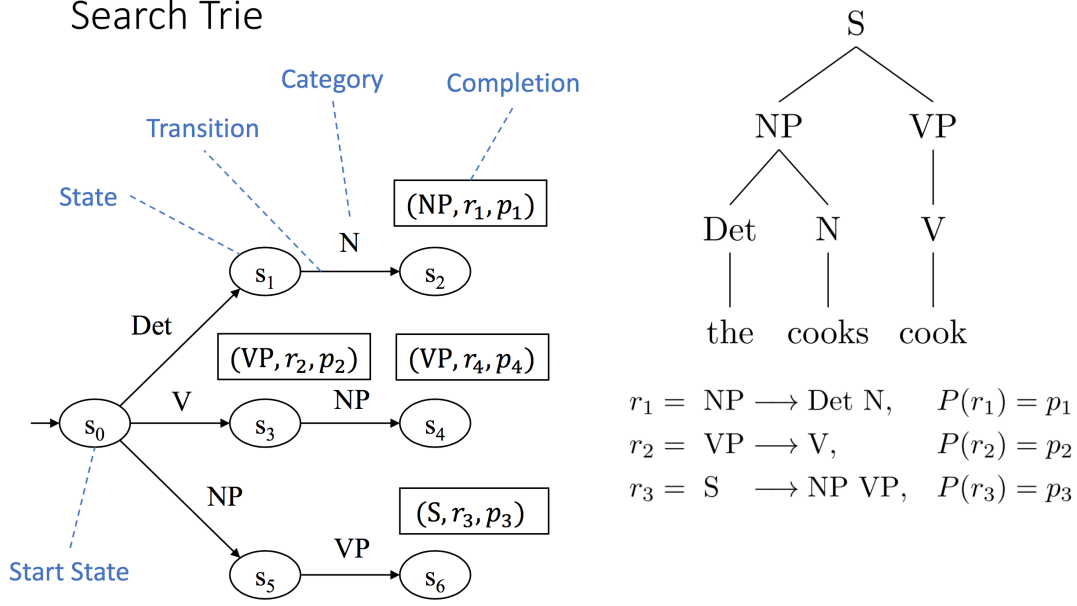 Search Trie
Category
Completion
Transition
State
(NP, r₁, p₁)
N
s₁
s₂
Det
(VP, r₂, p₂)
(VP, r₄, p₄)
V
NP
s₀
s₃
s₄
NP
(S, r₃, p₃)
VP
Start State
s₅
s₆
S
NP VP
Det N V
the cooks cook
r₁ = NP ⟶ Det N, P(r₁) = p₁
r₂ = VP ⟶ V, P(r₂) = p₂
r₃ = S ⟶ NP VP, P(r₃) = p₃